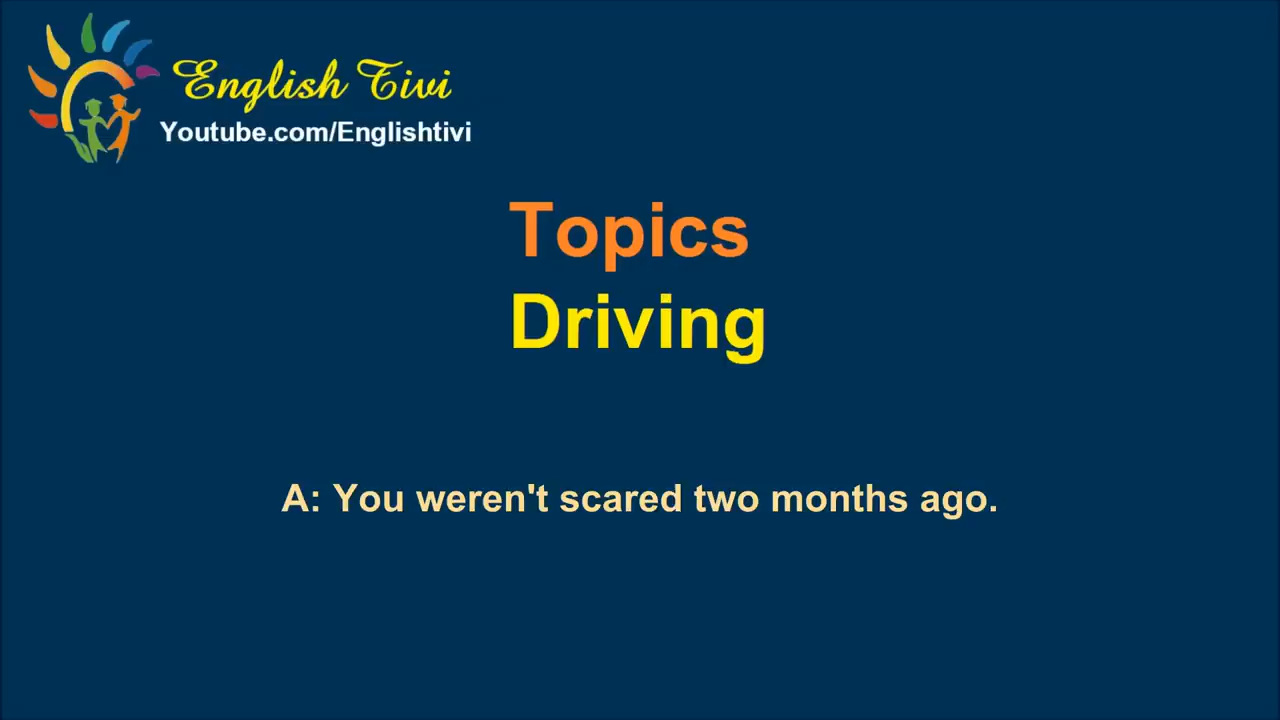 English Tivi
Youtube.com/Englishtivi
Topics
Driving
A: You weren't scared two months ago.